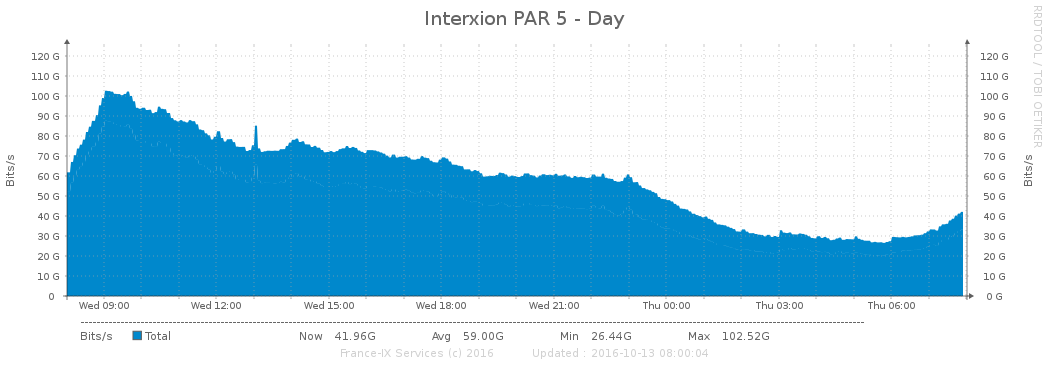 Interxion PAR 5 - Day
RRDTOOL / TOBI OETIKER
Bits/s
Bits/s
120 G 120 G
110 G 110 G
100 G 100 G
90 G 90 G
80 G 80 G
70 G 70 G
60 G 60 G
50 G 50 G
40 G 40 G
30 G 30 G
20 G 20 G
10 G 10 G
0 0 G
Wed 09:00 Wed 12:00 Wed 15:00 Wed 18:00 Wed 21:00 Thu 00:00 Thu 03:00 Thu 06:00
Bits/s Total Now 41.96G Avg 59.00G Min 26.44G Max 102.52G
France-IX Services (c) 2016 Updated : 2016-10-13 08:00:04